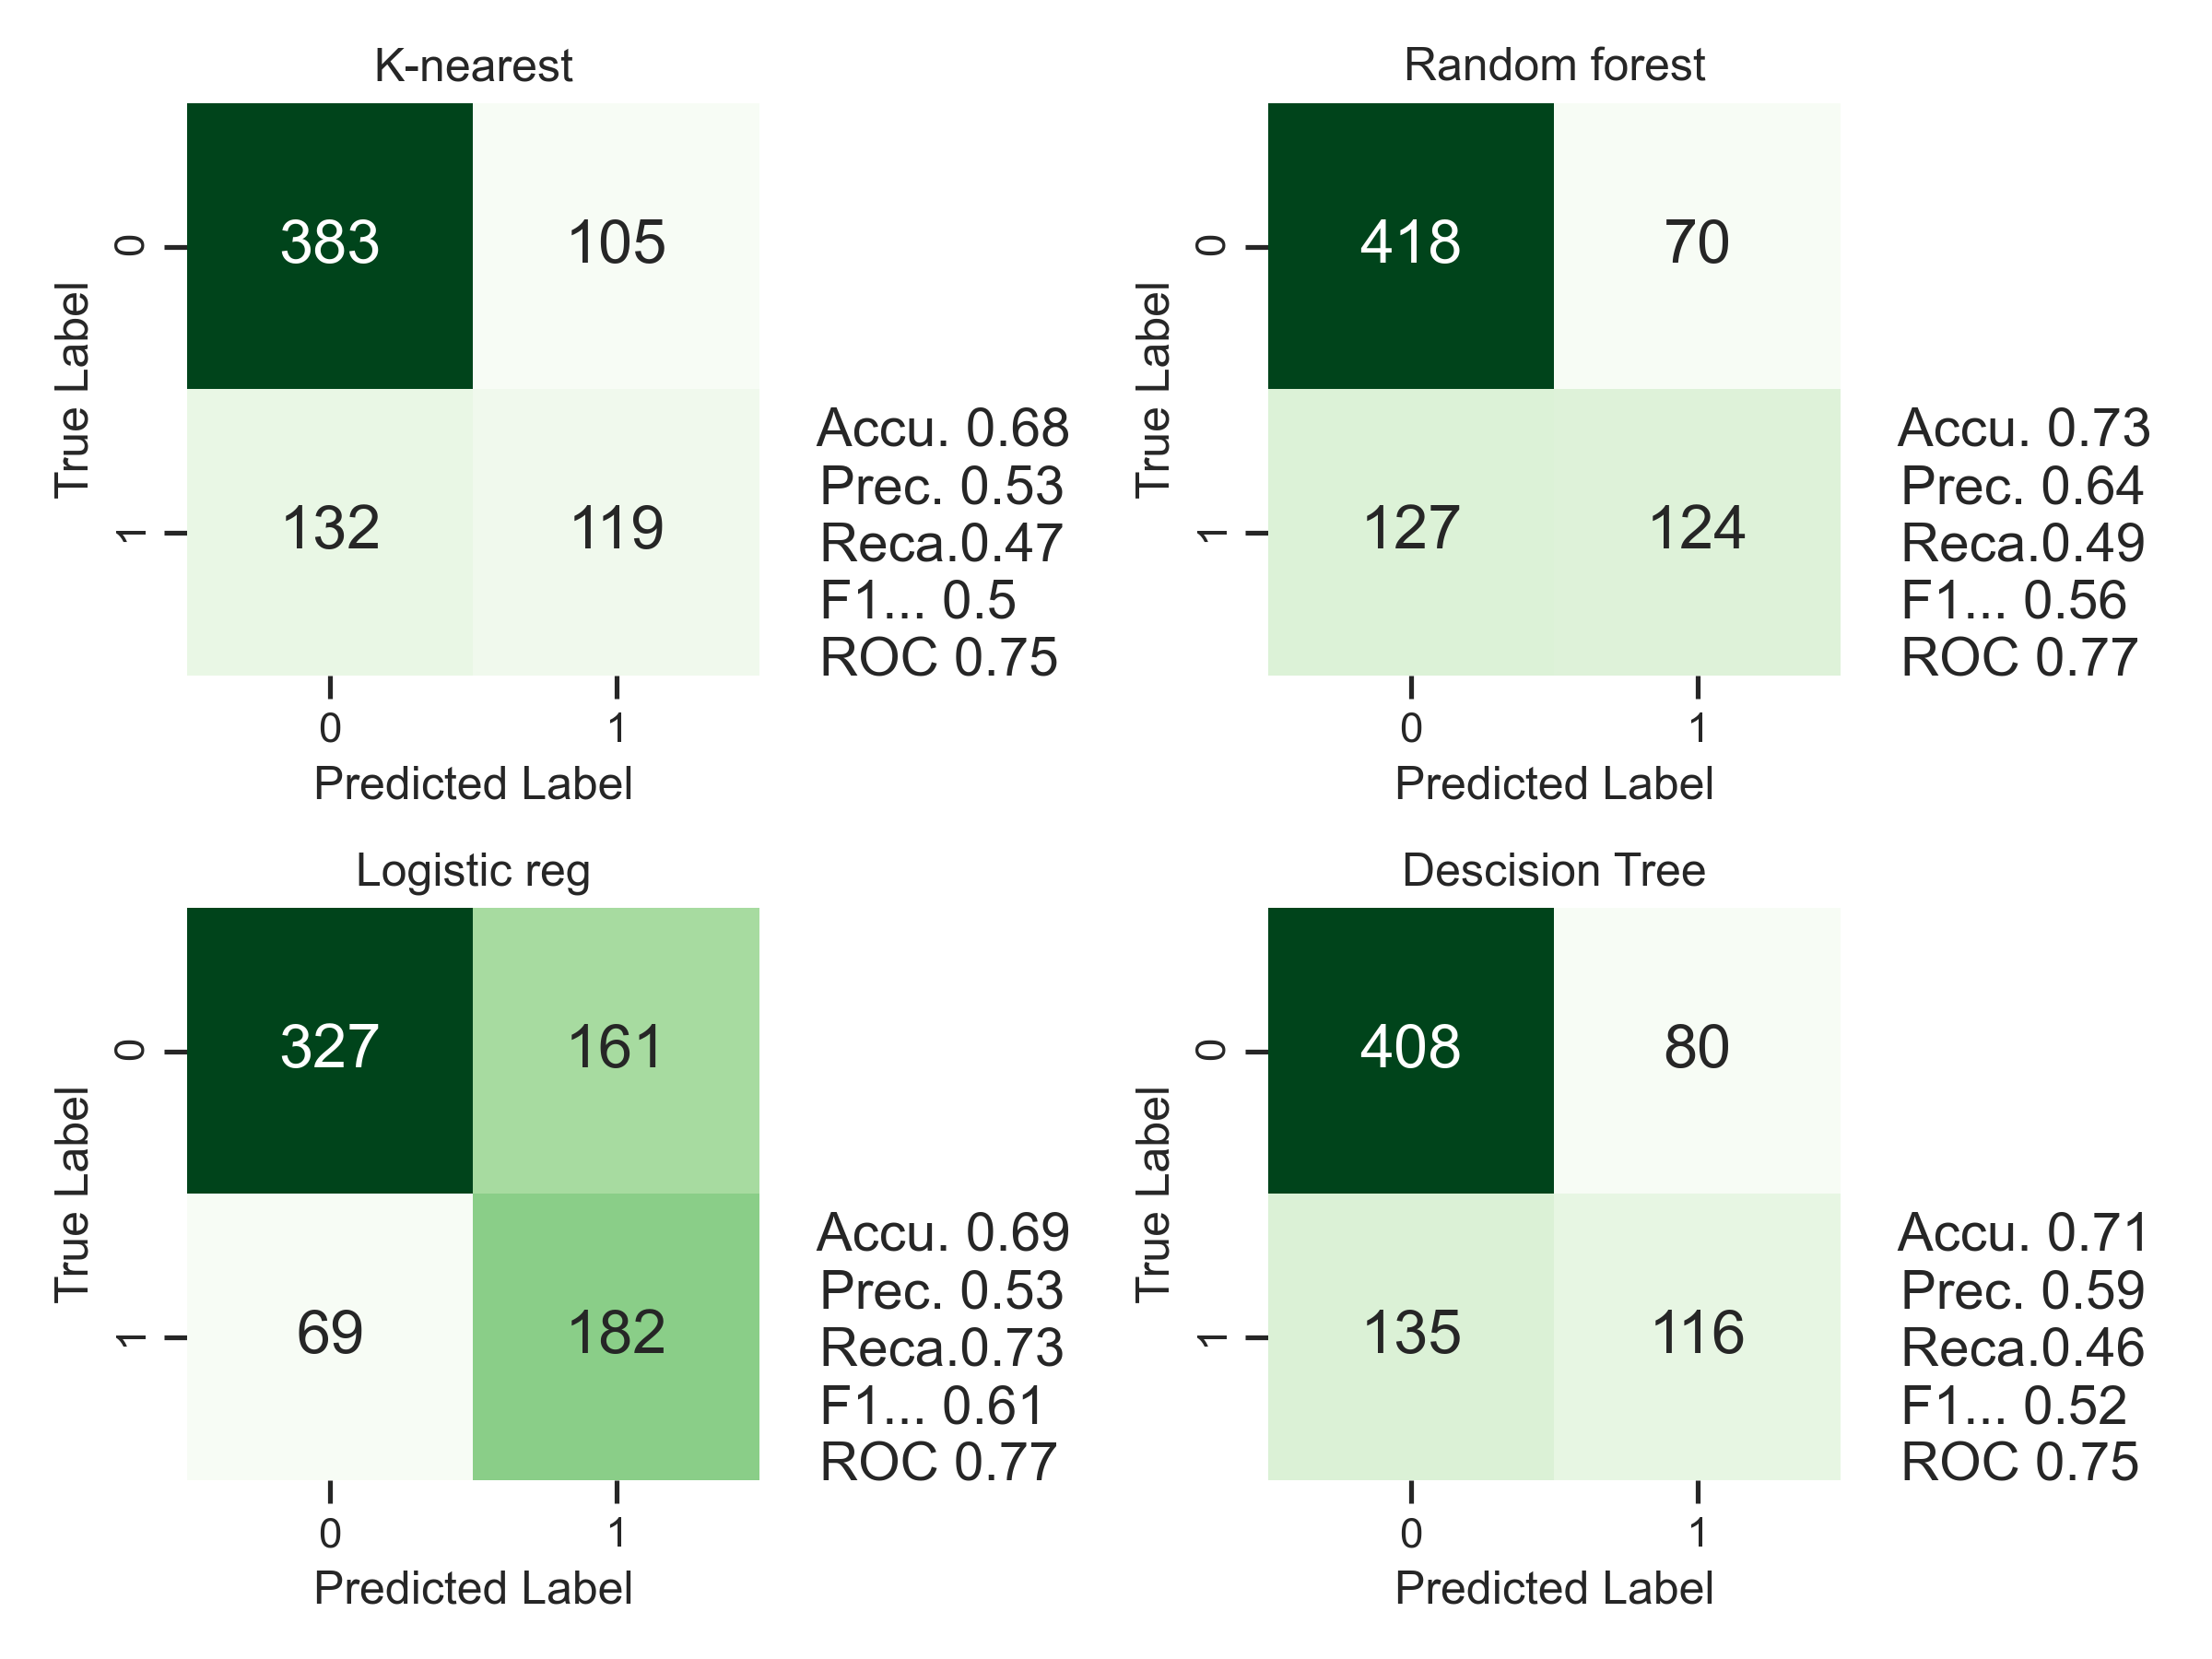 K-nearest
True Label
0
383
105
1
132
119
Accu. 0.68
Prec. 0.53
Reca.0.47
F1... 0.5
ROC 0.75
0
1
Predicted Label
Random forest
True Label
0
418
70
1
127
124
Accu. 0.73
Prec. 0.64
Reca.0.49
F1... 0.56
ROC 0.77
0
1
Predicted Label
Logistic reg
True Label
0
327
161
1
69
182
Accu. 0.69
Prec. 0.53
Reca.0.73
F1... 0.61
ROC 0.77
0
1
Predicted Label
Descision Tree
True Label
0
408
80
1
135
116
Accu. 0.71
Prec. 0.59
Reca.0.46
F1... 0.52
ROC 0.75
0
1
Predicted Label